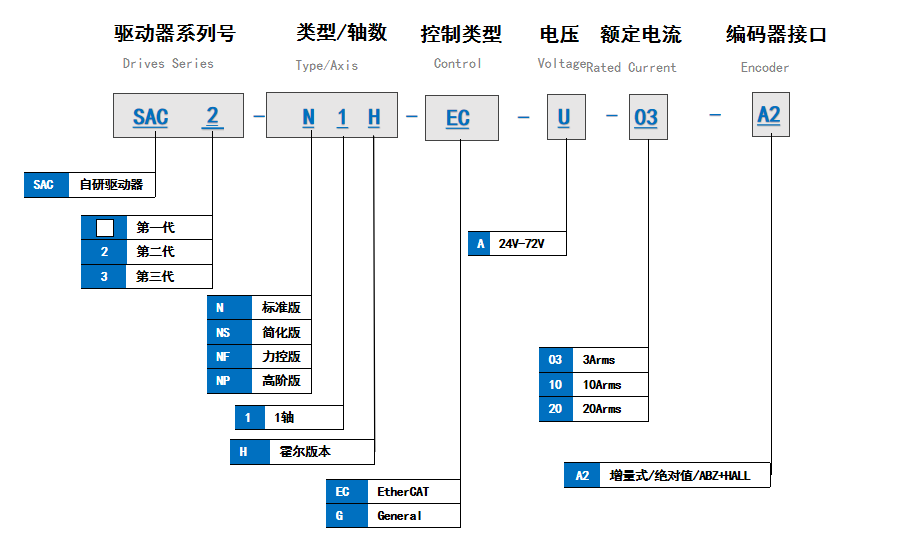 驱动器系列号 类型/轴数 控制类型 电压 额定电流 编码器接口
Drives Series Type/Axis Control Voltage Rated Current Encoder
SAC 2 - N 1 H - EC - U - 03 - A2
SAC 自研驱动器
第一代
2 第二代
3 第三代
A 24V-72V
N 标准版
NS 简化版
NF 力控版
NP 高阶版
03 3Arms
10 10Arms
20 20Arms
1 1轴
H 霍尔版本
A2 增量式/绝对值/ABZ+HALL
EC EtherCAT
G General